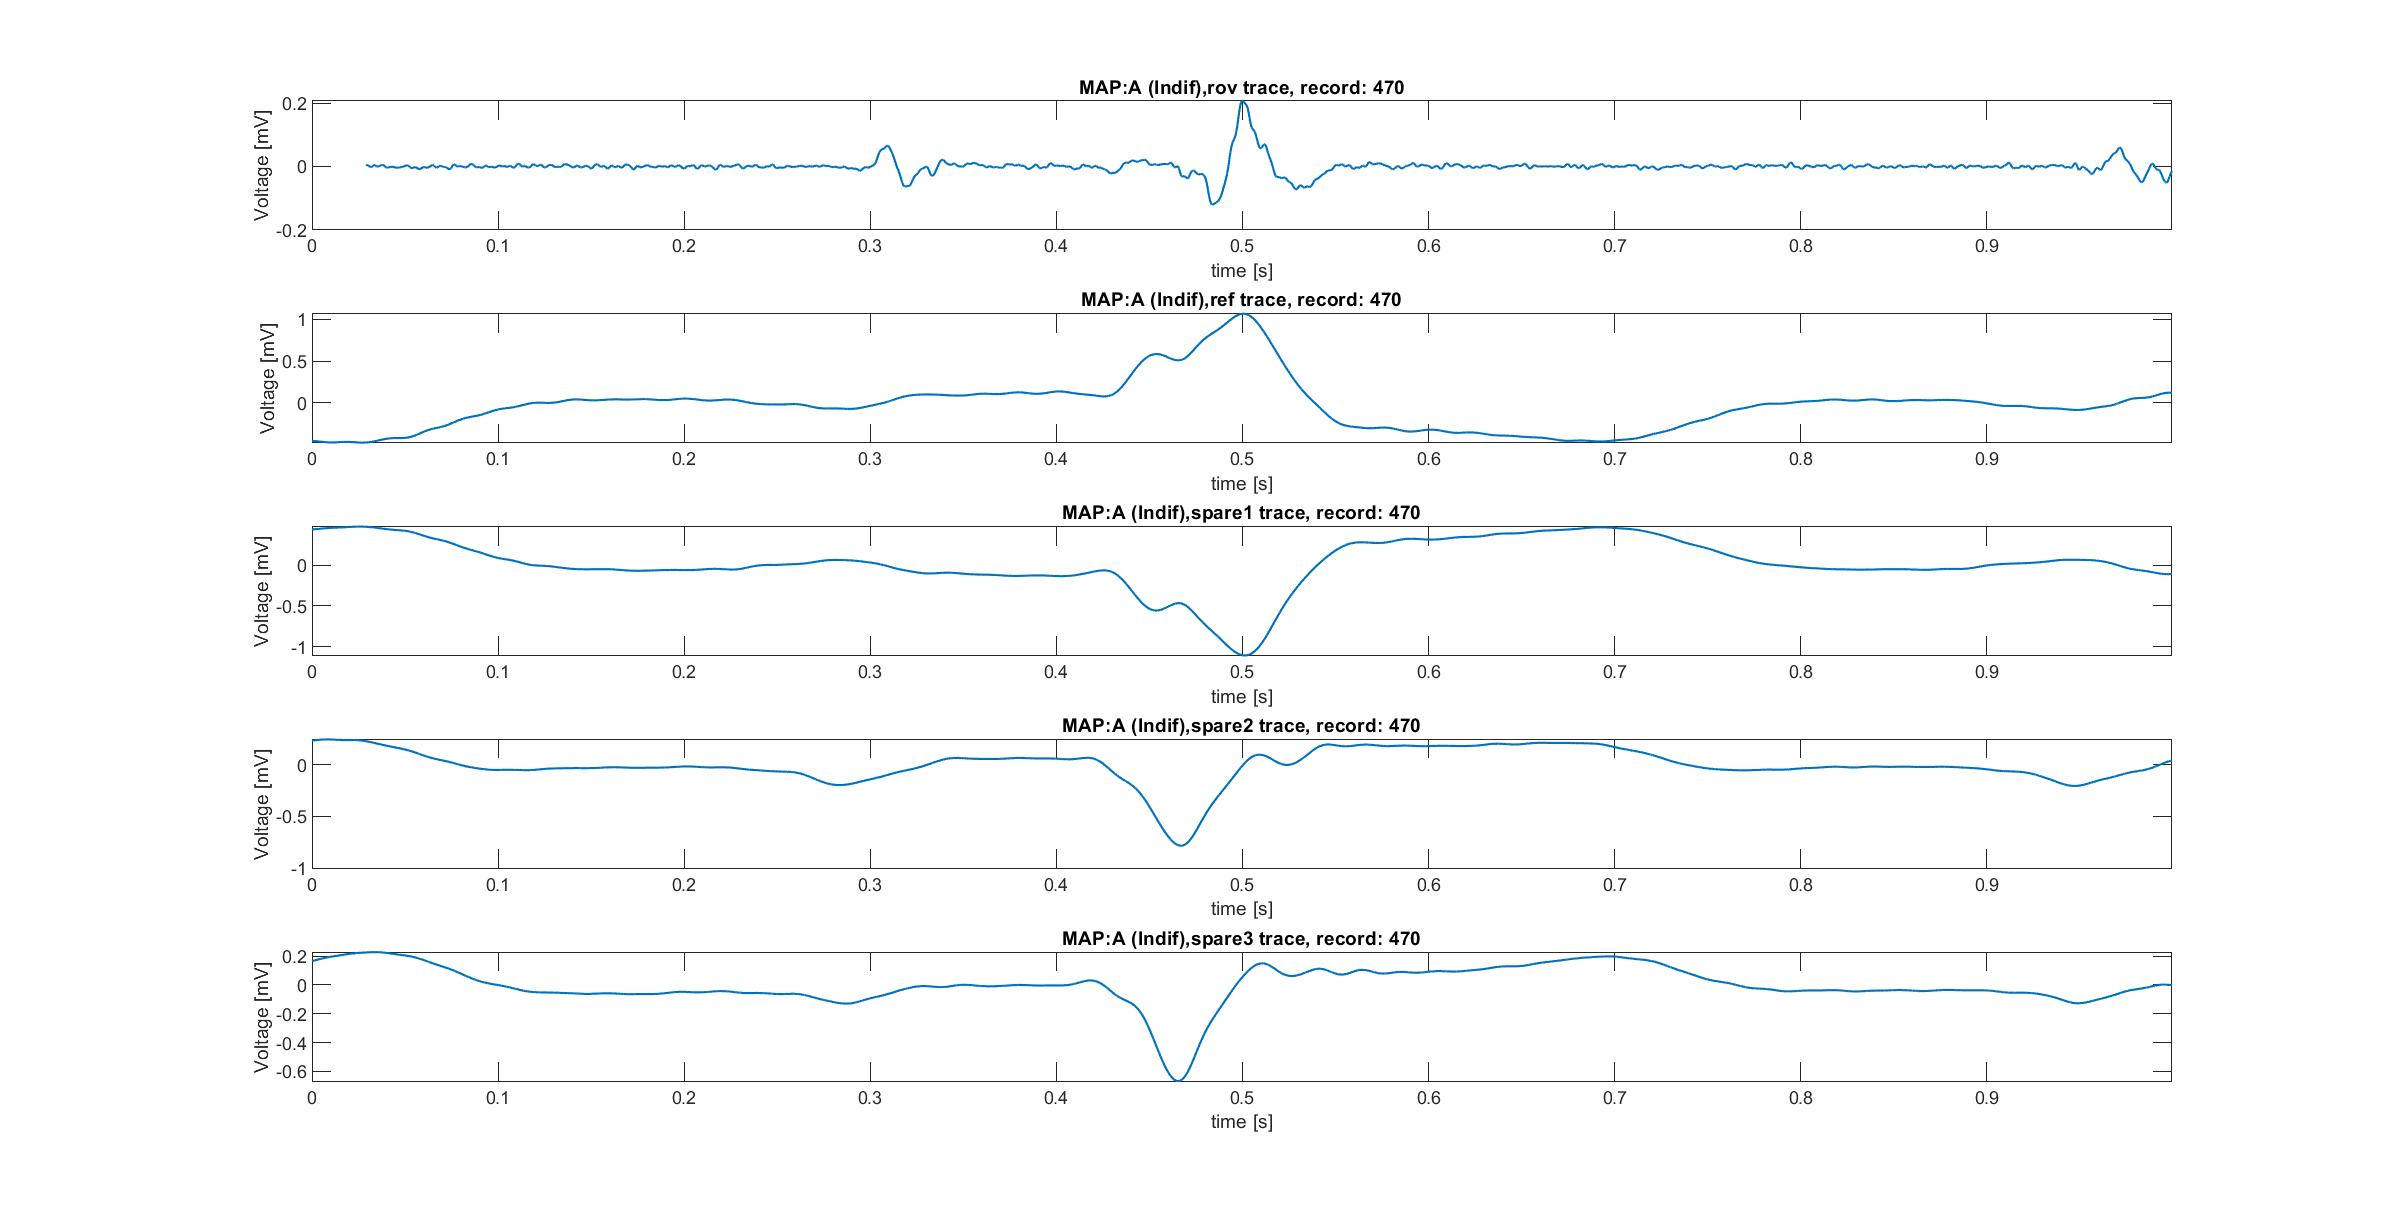 MAP:A (Indif),rov trace, record: 470
Voltage [mV]
0.2
0
-0.2
0 0.1 0.2 0.3 0.4 0.5 0.6 0.7 0.8 0.9
time [s]
MAP:A (Indif),ref trace, record: 470
Voltage [mV]
1
0.5
0
0 0.1 0.2 0.3 0.4 0.5 0.6 0.7 0.8 0.9
time [s]
MAP:A (Indif),spare1 trace, record: 470
Voltage [mV]
0
-0.5
-1
0 0.1 0.2 0.3 0.4 0.5 0.6 0.7 0.8 0.9
time [s]
MAP:A (Indif),spare2 trace, record: 470
Voltage [mV]
0
-0.5
-1
0 0.1 0.2 0.3 0.4 0.5 0.6 0.7 0.8 0.9
time [s]
MAP:A (Indif),spare3 trace, record: 470
Voltage [mV]
0.2
0
-0.2
-0.4
-0.6
0 0.1 0.2 0.3 0.4 0.5 0.6 0.7 0.8 0.9
time [s]